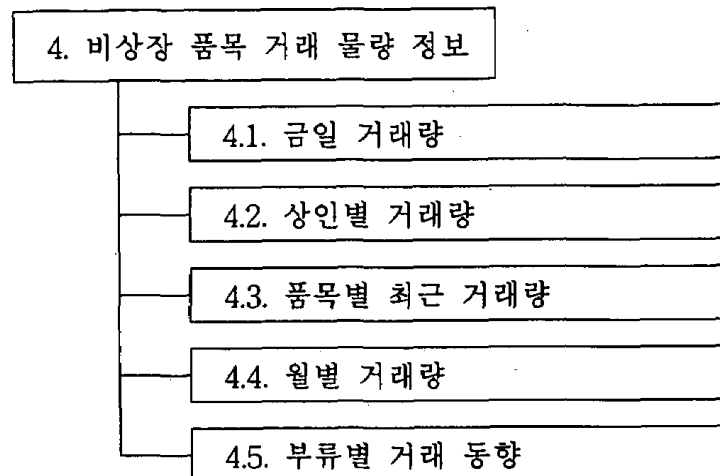 4. 비상장 품목 거래 물량 정보
4.1. 금일 거래량
4.2. 상인별 거래량
4.3. 품목별 최근 거래량
4.4. 월별 거래량
4.5. 부류별 거래 동향